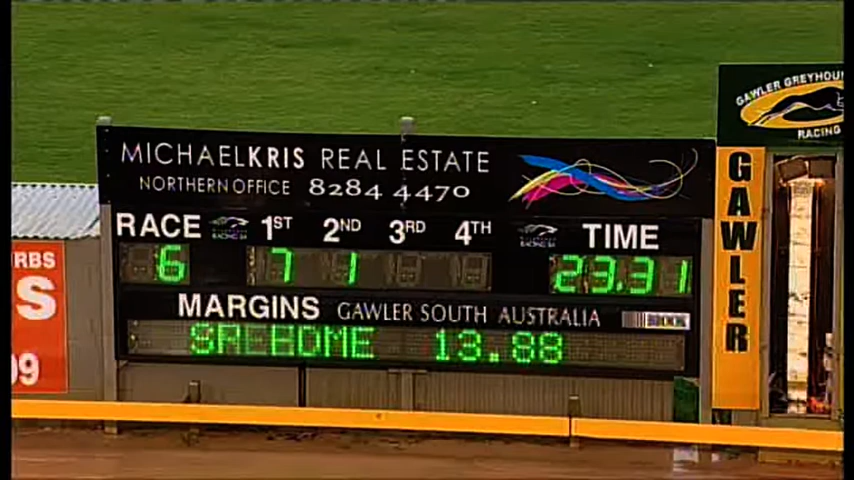 GAWLER GREYHOU
RACING
MICHAELKRIS REAL ESTATE
NORTHERN OFFICE 8284 4470
RACE 1ST 2ND 3RD 4TH TIME
6 7 1 23.31
MARGINS GAWLER SOUTH AUSTRALIA
13.88
GAWLER
RBS
S
09